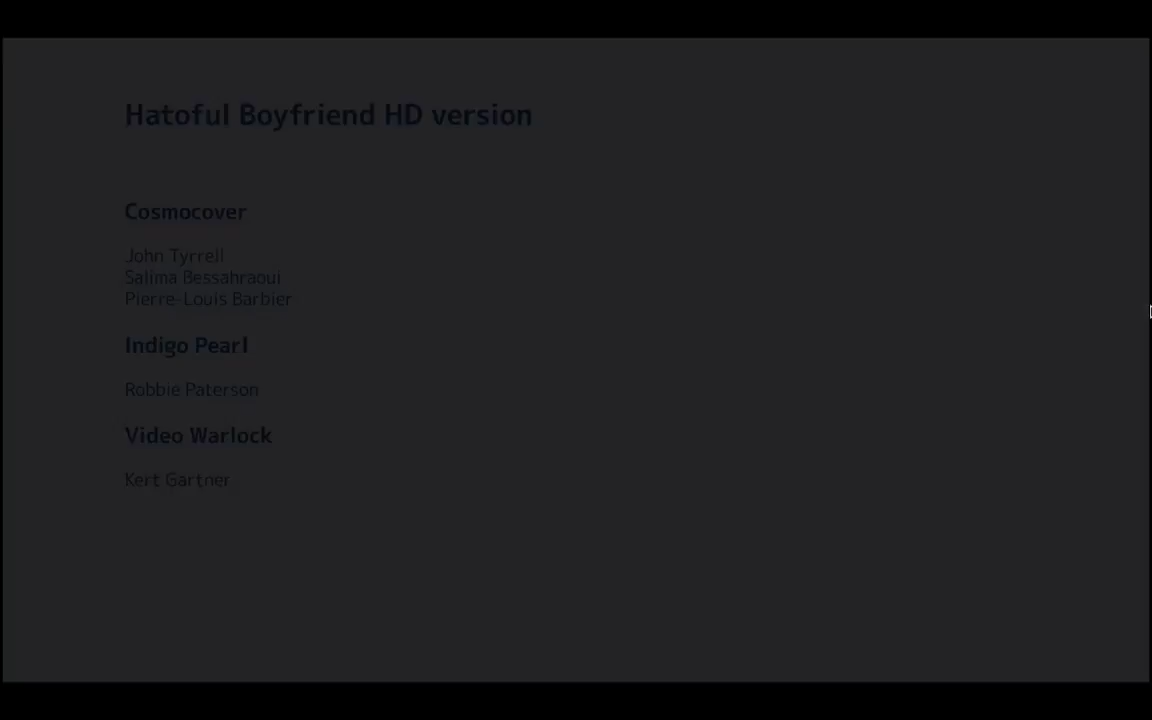 Hatoful Boyfriend HD version
Cosmocover
John Tyrrell
Salima Bessahraoui
Pierre-Louis Barbier
Indigo Pearl
Robbie Paterson
Video Warlock
Kert Gartner